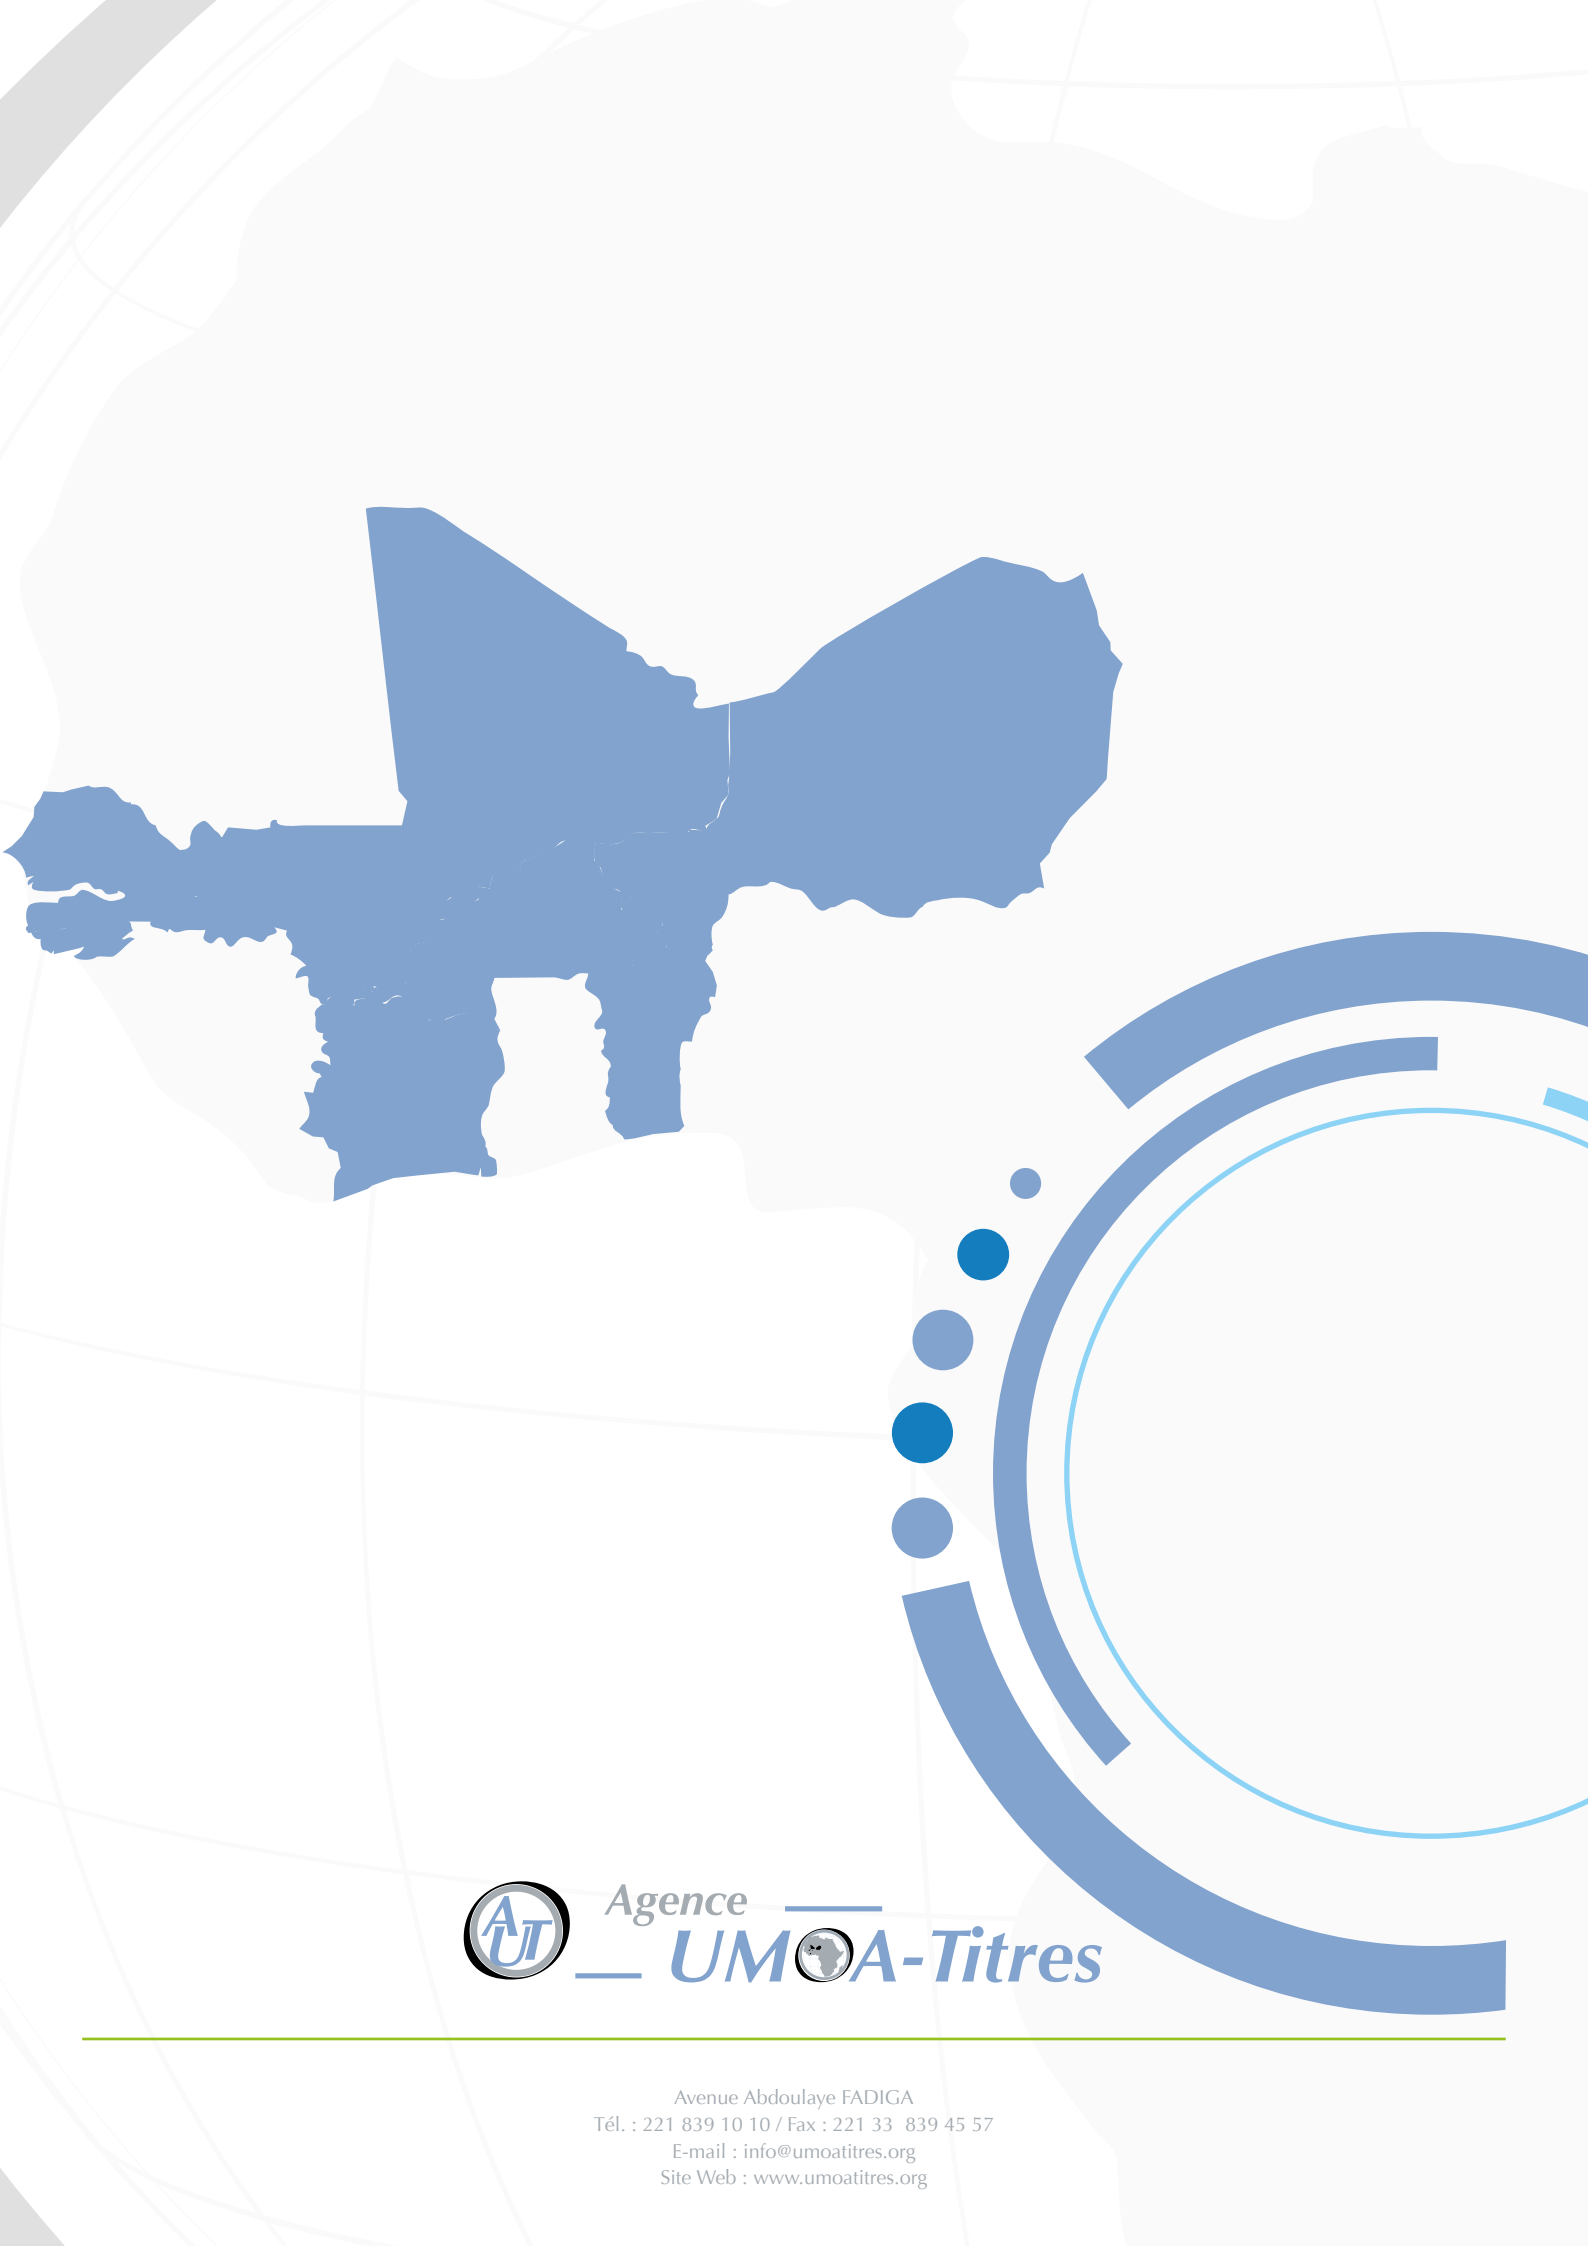 AUT
Agence
UMOA-Titres
Avenue Abdoulaye FADIGA
Tél. : 221 839 10 10 / Fax : 221 33 839 45 57
E-mail : info@umoatitres.org
Site Web : www.umoatitres.org